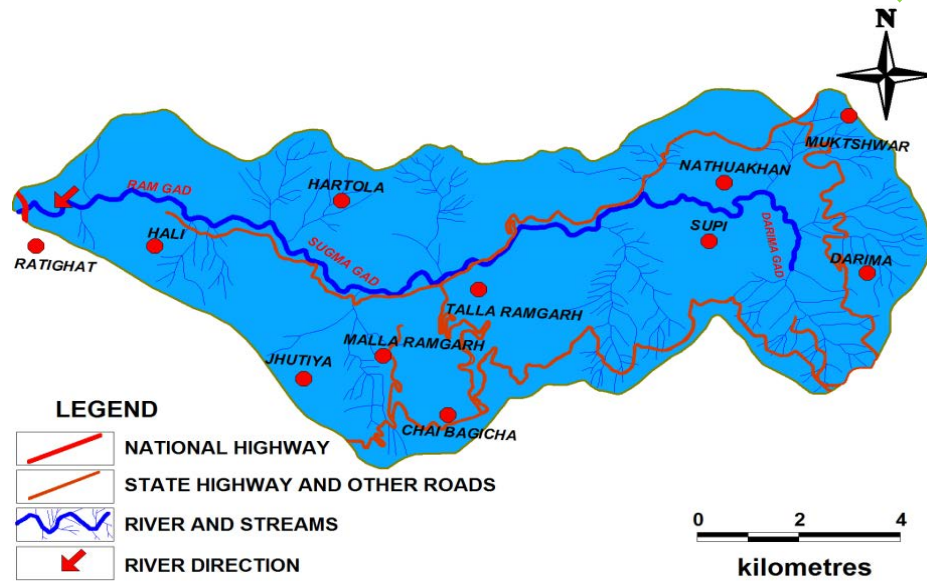 N
MUKTSHWAR
NATHUAKHAN
RAM GAD
HARTOLA
DARIMA GAD
SUPI
HALI
SUGMA GAD
RATIGHAT
DARIMA
TALLA RAMGARH
MALLA RAMGARH
JHUTIYA
CHAI BAGICHA
LEGEND
NATIONAL HIGHWAY
STATE HIGHWAY AND OTHER ROADS
RIVER AND STREAMS
RIVER DIRECTION
0 2 4
kilometres